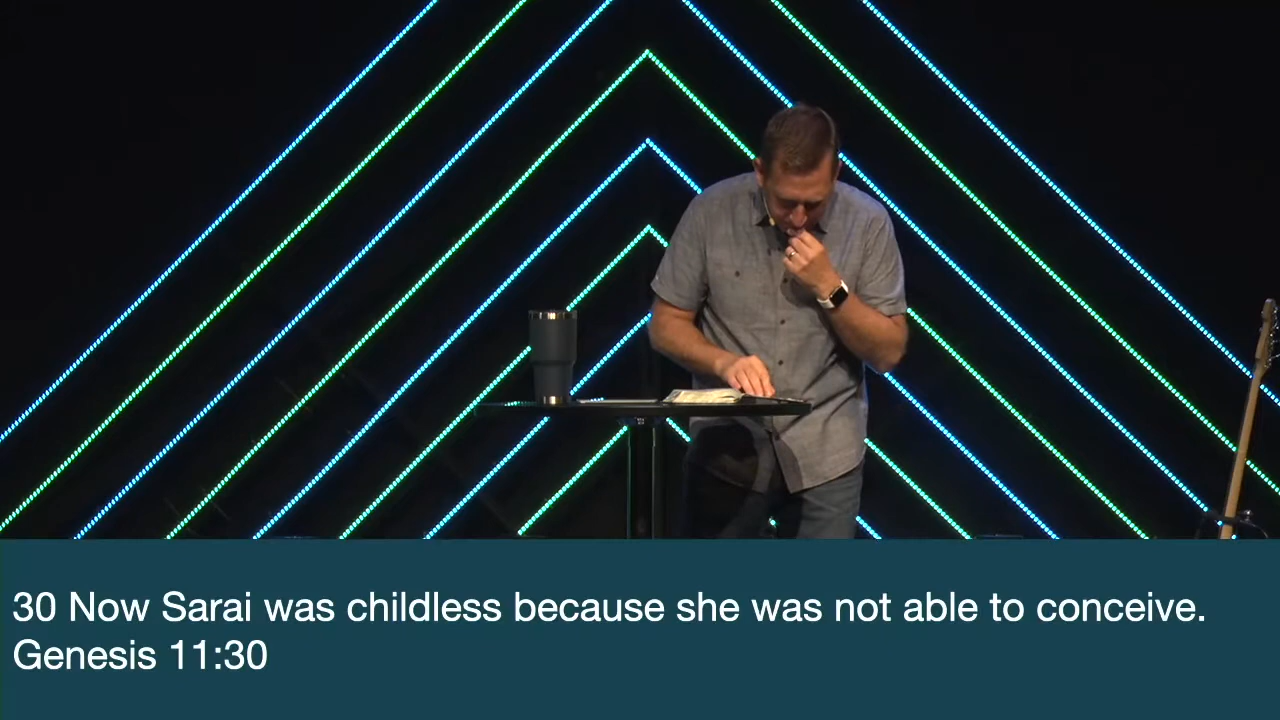 30 Now Sarai was childless because she was not able to conceive.
Genesis 11:30